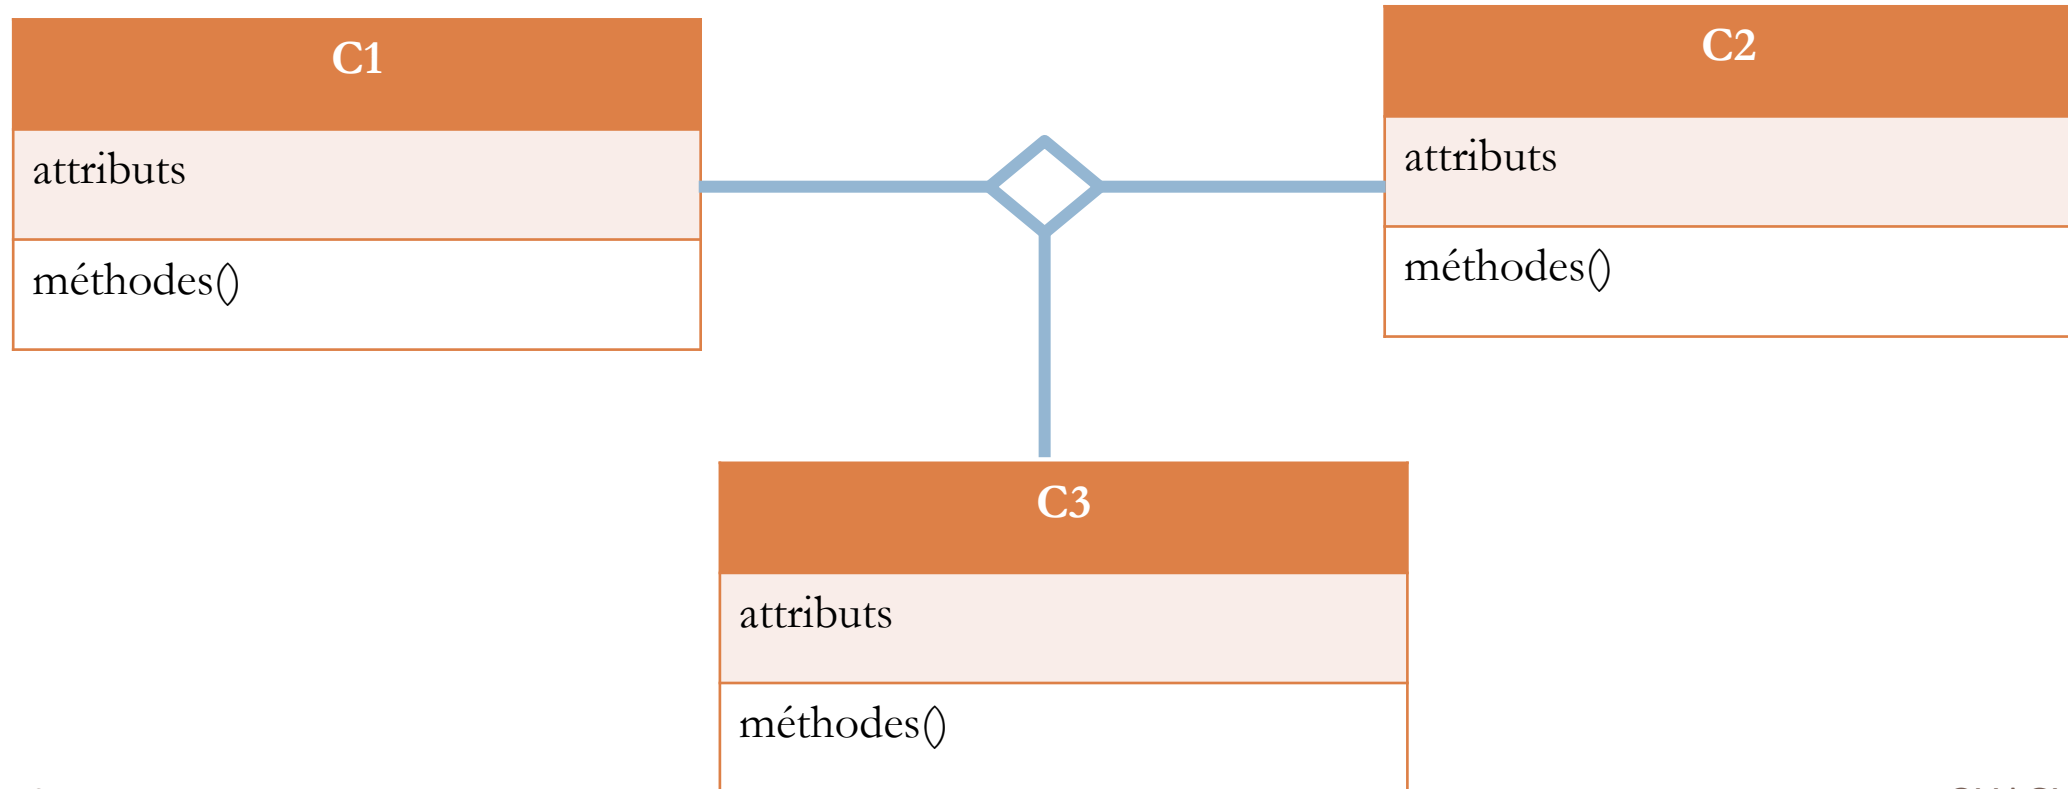 C1
attributs
méthodes()
C2
attributs
méthodes()
C3
attributs
méthodes()